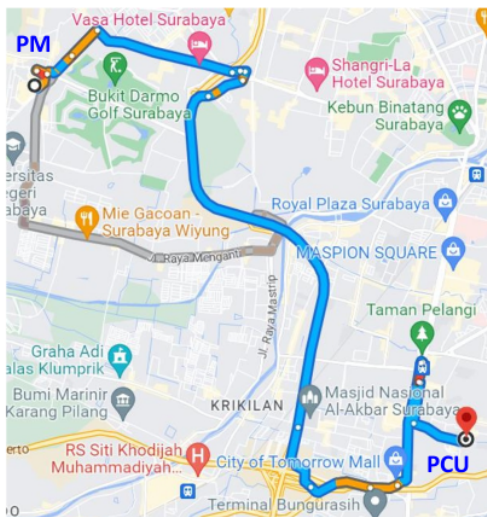 PM
Vasa Hotel Surabaya
Shangri-La
Hotel Surabaya
Bukit Darmo
Golf Surabaya
Kebun Binatang
Surabaya
ersitas
egeri
abaya
Royal Plaza Surabaya
Mie Gacoan -
Surabaya Wiyung
MASPION SQUARE
Jl. Raya Menganti
Jl. Raya Mastrip
Taman Pelangi
Graha Adi
alas Klumprik
Bumi Marinir
Karang Pilang
KRIKILAN
Masjid Nasional
Al-Akbar Surabaya
RS Siti Khodijah
Muhammadiyah...
City of Tomorrow Mall
PCU
Terminal Bungurasih